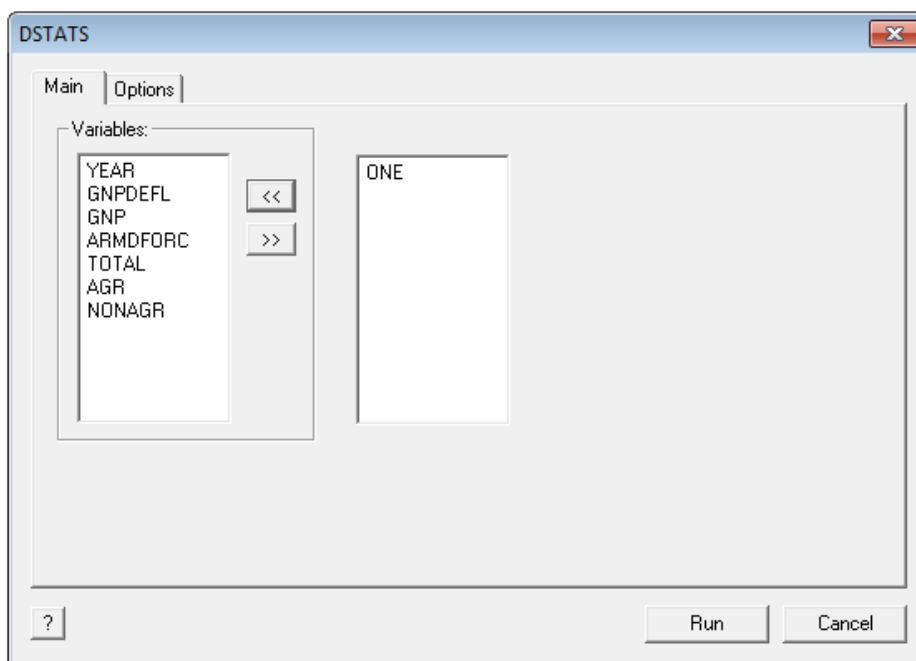 DSTATS
Main
Options
Variables:
YEAR
GNPDEFL
GNP
ARMDFORC
TOTAL
AGR
NONAGR
<<
>>
ONE
?
Run
Cancel